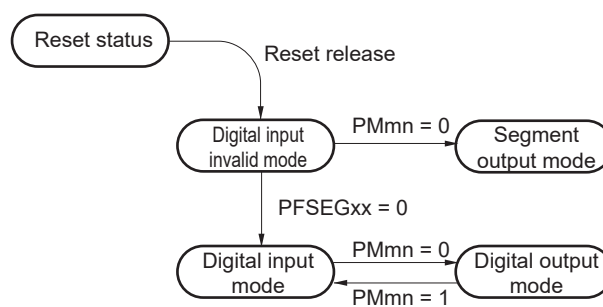 Reset status
Reset release
Digital input
invalid mode
PMmn = 0
Segment
output mode
PFSEGxx = 0
Digital input
mode
PMmn = 0
PMmn = 1
Digital output
mode